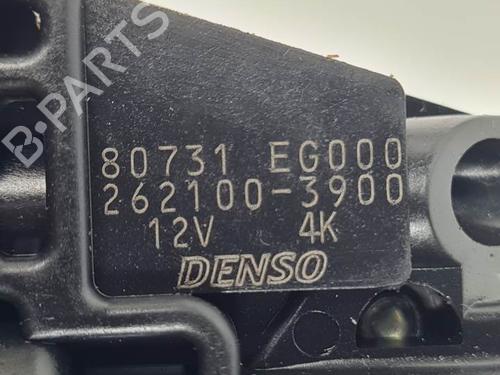 B-PARTS
80731 EG000
262100-3900
12V 4K
DENSO